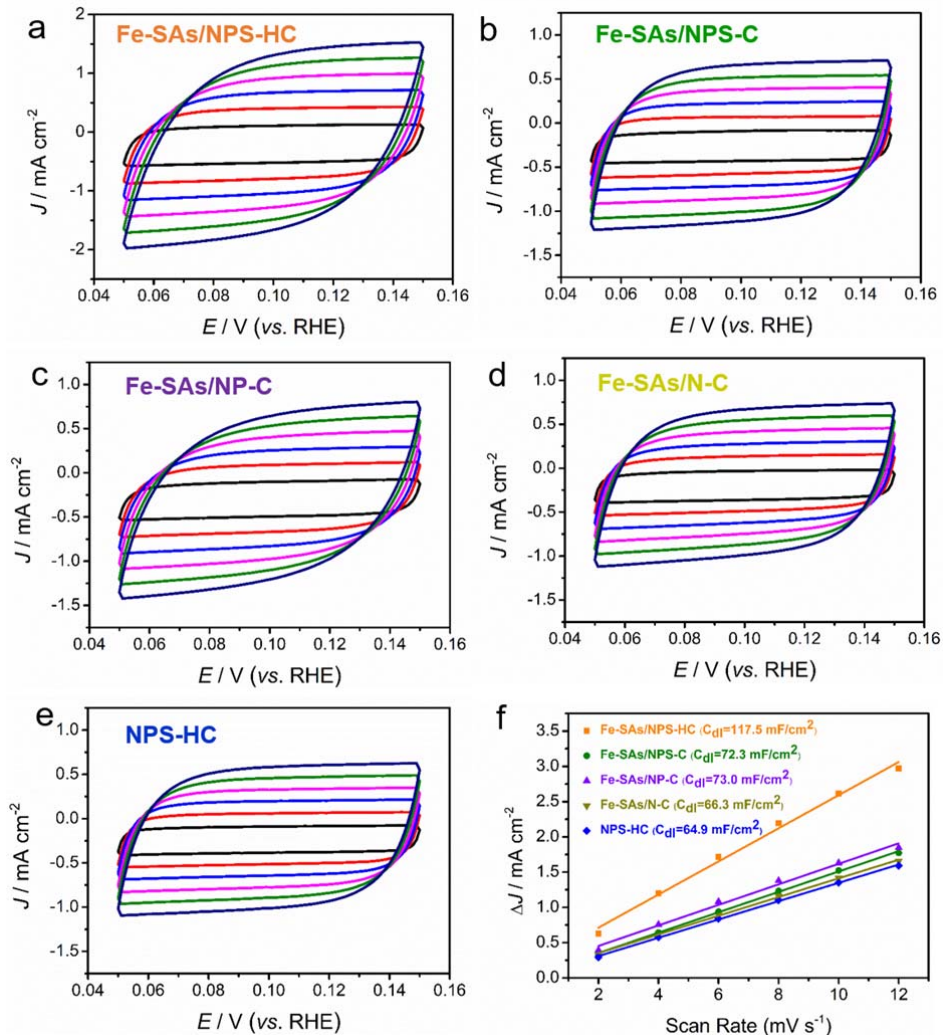 a
Fe-SAs/NPS-HC
2
1
0
-1
-2
J / mA cm⁻²
0.04 0.06 0.08 0.10 0.12 0.14 0.16
E / V (vs. RHE)
b
Fe-SAs/NPS-C
1.0
0.5
0.0
-0.5
-1.0
-1.5
J / mA cm⁻²
0.04 0.06 0.08 0.10 0.12 0.14 0.16
E / V (vs. RHE)
c
Fe-SAs/NP-C
1.0
0.5
0.0
-0.5
-1.0
-1.5
J / mA cm⁻²
0.04 0.06 0.08 0.10 0.12 0.14 0.16
E / V (vs. RHE)
d
Fe-SAs/N-C
1.0
0.5
0.0
-0.5
-1.0
-1.5
J / mA cm⁻²
0.04 0.06 0.08 0.10 0.12 0.14 0.16
E / V (vs. RHE)
e
NPS-HC
1.0
0.5
0.0
-0.5
-1.0
-1.5
J / mA cm⁻²
0.04 0.06 0.08 0.10 0.12 0.14 0.16
E / V (vs. RHE)
f
Fe-SAs/NPS-HC (Cdl=117.5 mF/cm²)
Fe-SAs/NPS-C (Cdl=72.3 mF/cm²)
Fe-SAs/NP-C (Cdl=73.0 mF/cm²)
Fe-SAs/N-C (Cdl=66.3 mF/cm²)
NPS-HC (Cdl=64.9 mF/cm²)
3.5
3.0
2.5
2.0
1.5
1.0
0.5
0.0
ΔJ / mA cm⁻²
2 4 6 8 10 12
Scan Rate (mV s⁻¹)